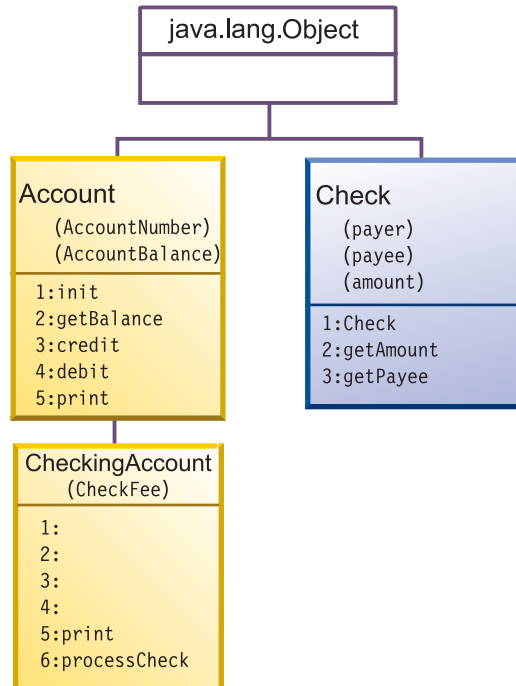 java.lang.Object
Account
(AccountNumber)
(AccountBalance)
1:init
2:getBalance
3:credit
4:debit
5:print
Check
(payer)
(payee)
(amount)
1:Check
2:getAmount
3:getPayee
CheckingAccount
(CheckFee)
1:
2:
3:
4:
5:print
6:processCheck